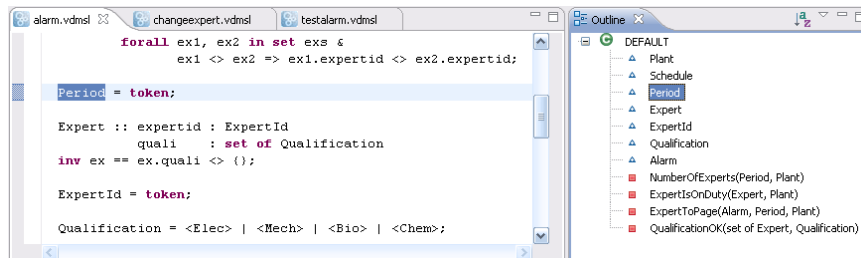 alarm.vdmsl
changeexpert.vdmsl
testalarm.vdmsl
forall ex1, ex2 in set exs &
ex1 <> ex2 => ex1.expertid <> ex2.expertid;
Period = token;
Expert :: expertid : ExpertId
quali : set of Qualification
inv ex == ex.quali <> {};
ExpertId = token;
Qualification = <Elec> | <Mech> | <Bio> | <Chem>;
Outline
DEFAULT
Plant
Schedule
Period
Expert
ExpertId
Qualification
Alarm
NumberOfExperts(Period, Plant)
ExpertIsOnDuty(Expert, Plant)
ExpertToPage(Alarm, Period, Plant)
QualificationOK(set of Expert, Qualification)